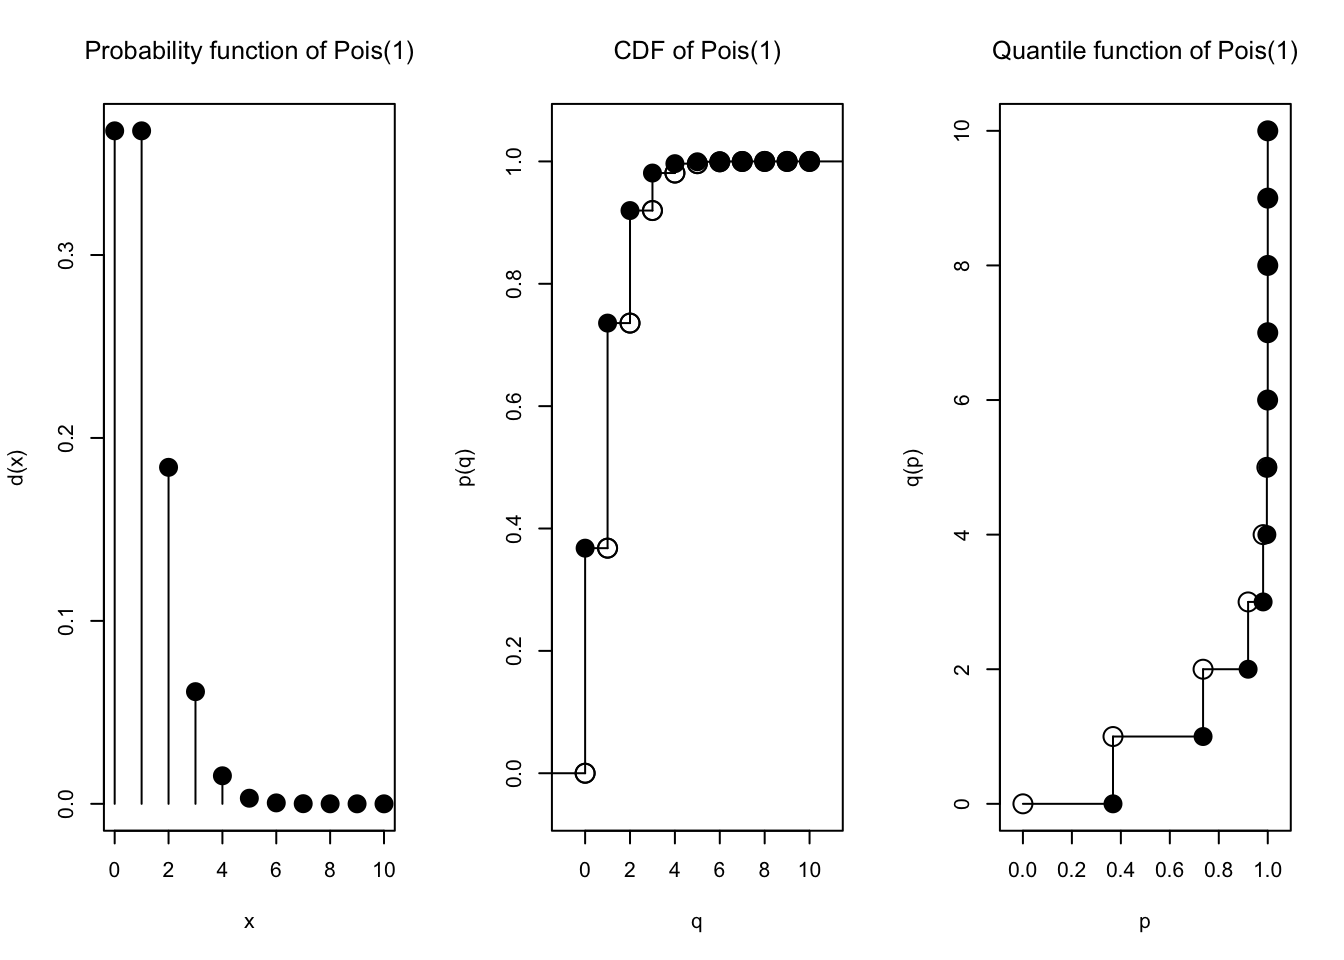 Probability function of Pois(1)
d(x)
0.3
0.2
0.1
0.0
0 2 4 6 8 10
x
CDF of Pois(1)
p(q)
1.0
0.8
0.6
0.4
0.2
0.0
0 2 4 6 8 10
q
Quantile function of Pois(1)
q(p)
10
8
6
4
2
0
0.0 0.2 0.4 0.6 0.8 1.0
p